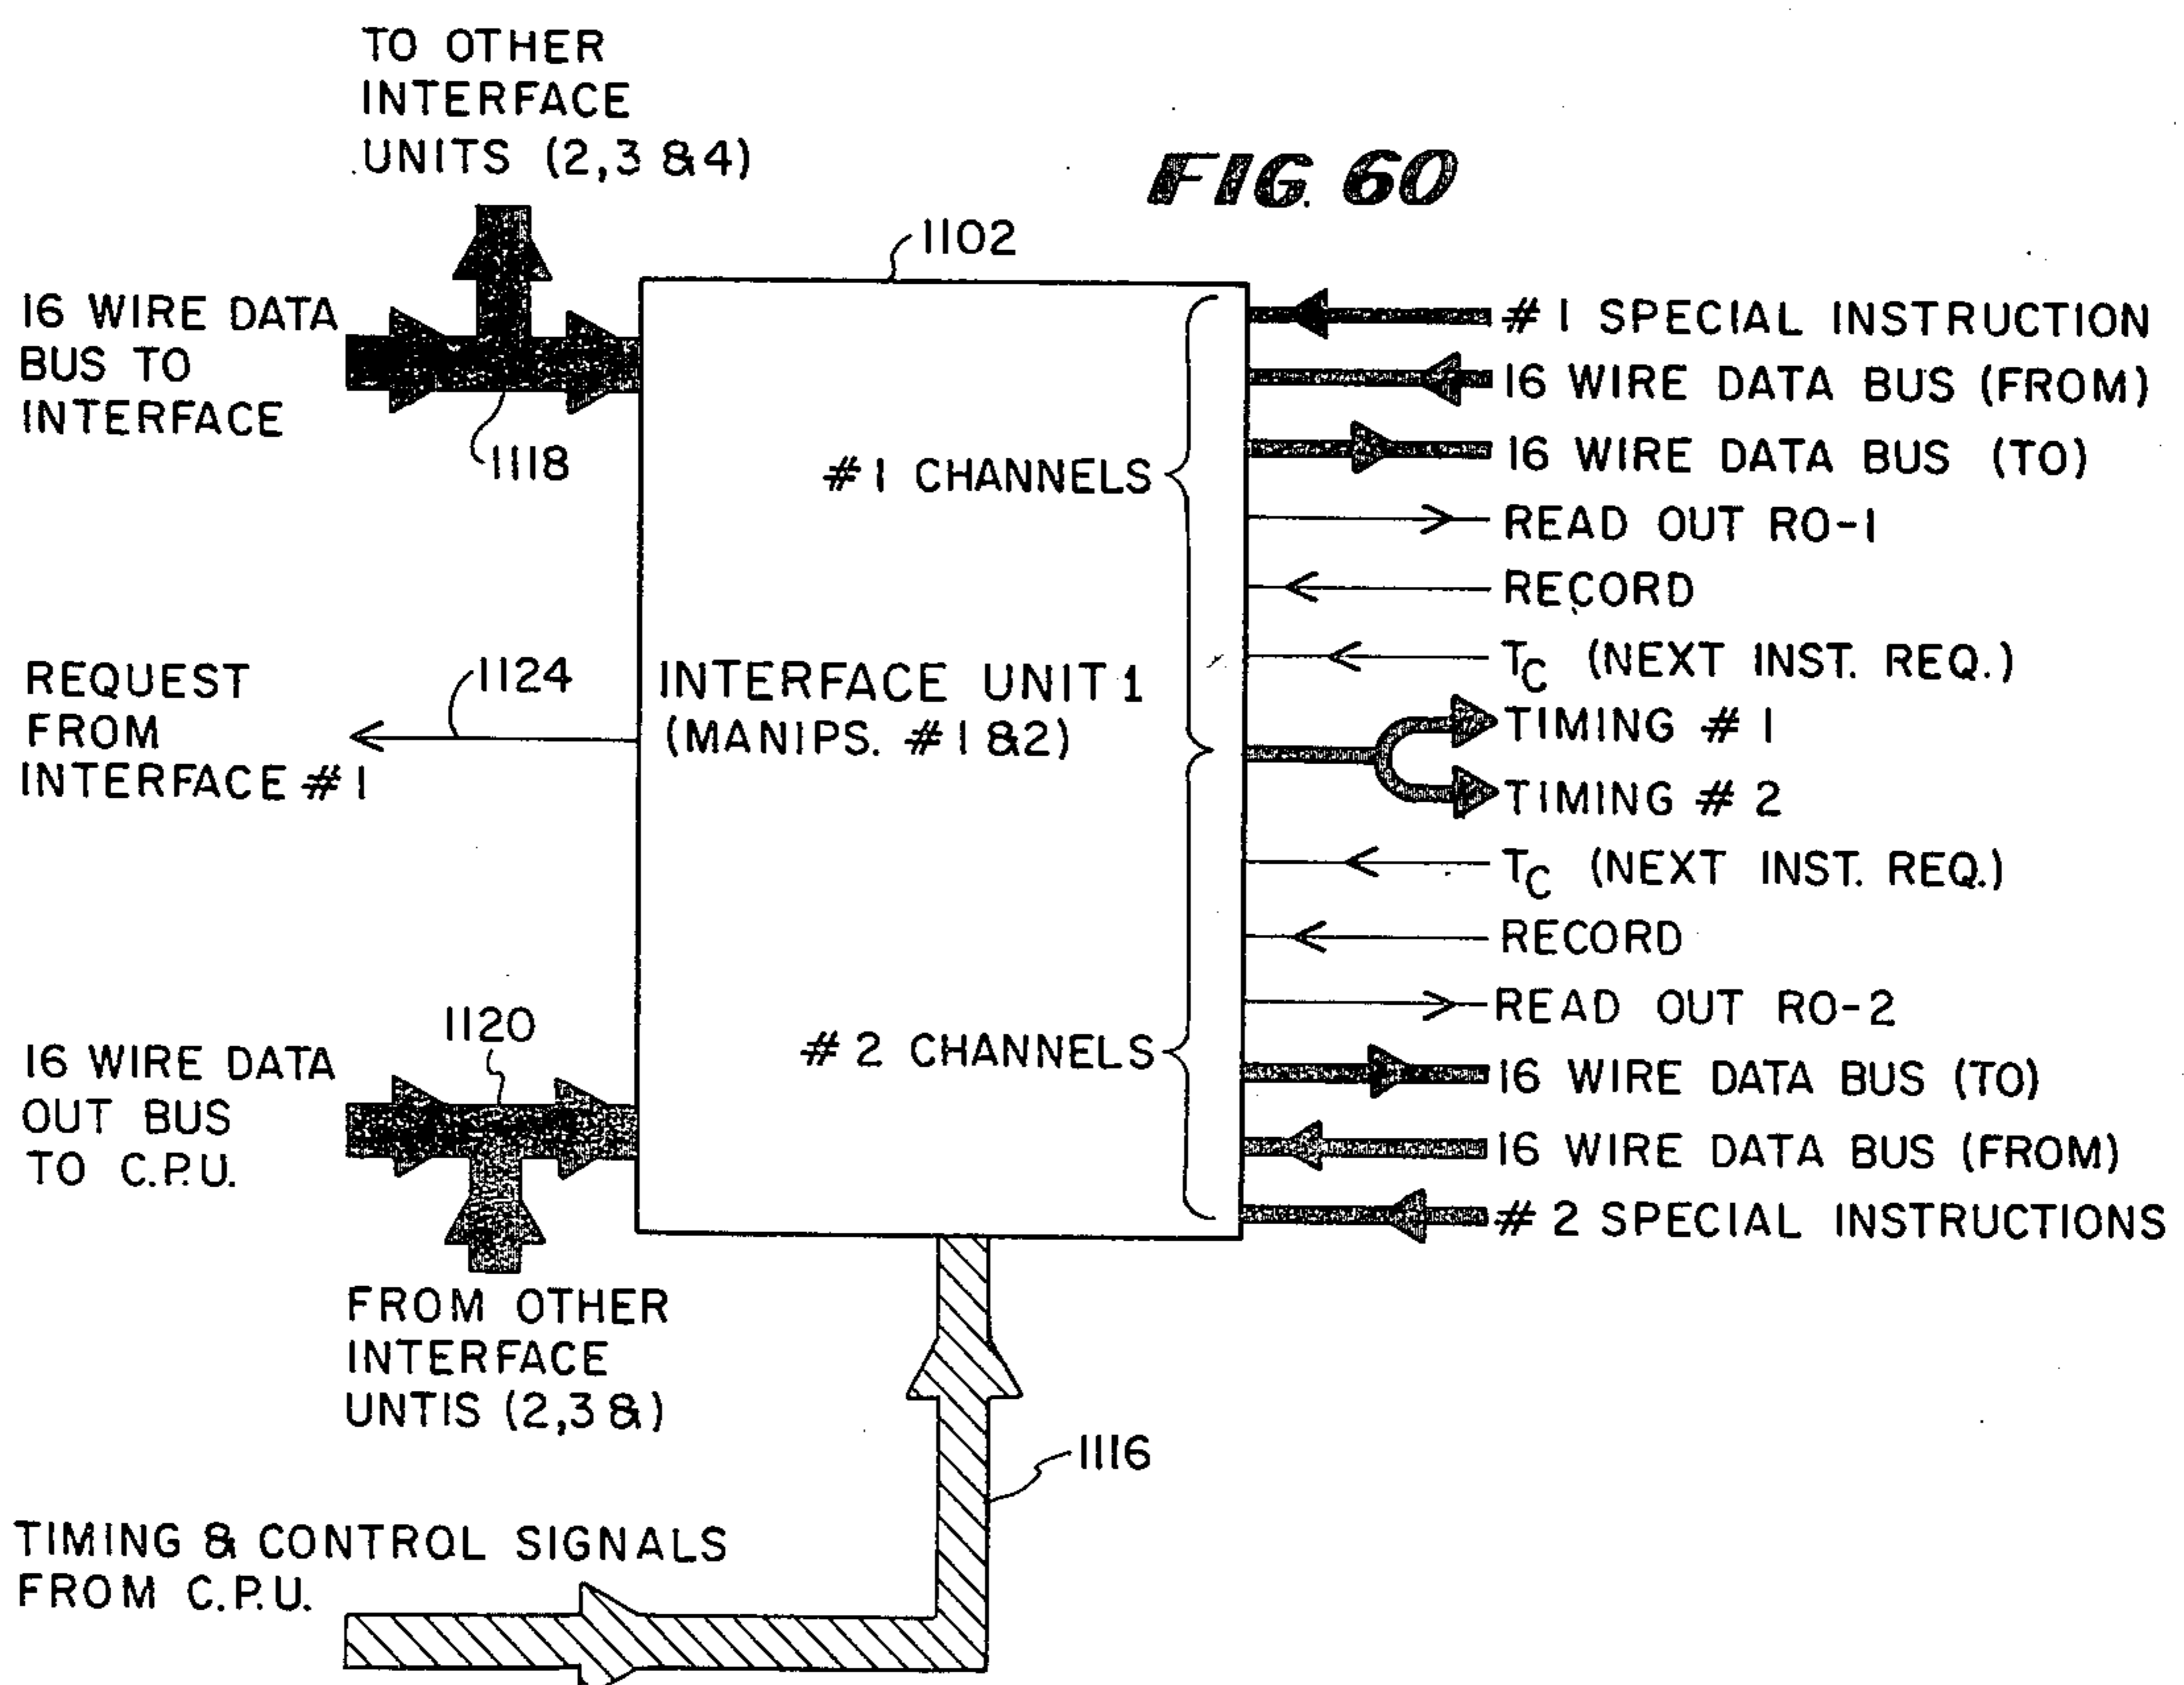 TO OTHER
INTERFACE
UNITS (2,3 & 4)
FIG. 60
1102
16 WIRE DATA
BUS TO
INTERFACE
1118
#1 CHANNELS
#1 SPECIAL INSTRUCTION
16 WIRE DATA BUS (FROM)
16 WIRE DATA BUS (TO)
READ OUT RO-1
RECORD
TC (NEXT INST. REQ.)
TIMING #1
TIMING #2
TC (NEXT INST. REQ.)
RECORD
READ OUT RO-2
16 WIRE DATA BUS (TO)
16 WIRE DATA BUS (FROM)
#2 SPECIAL INSTRUCTIONS
REQUEST
FROM
INTERFACE #1
1124
INTERFACE UNIT 1
(MANIPS. #1 & 2)
#2 CHANNELS
1120
16 WIRE DATA
OUT BUS
TO C.P.U.
FROM OTHER
INTERFACE
UNTIS (2,3 &)
1116
TIMING & CONTROL SIGNALS
FROM C.P.U.